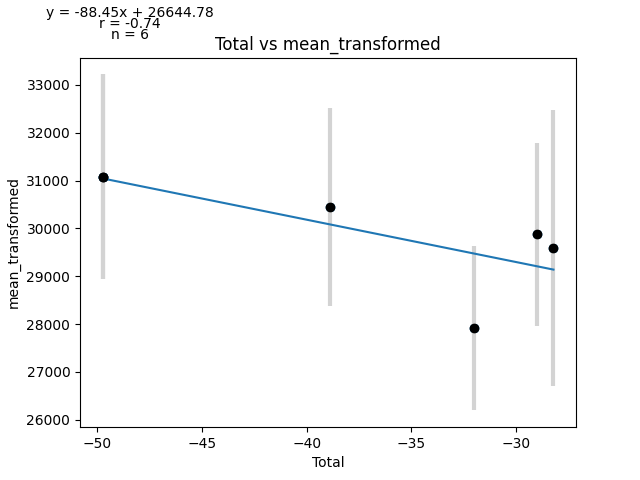 y = -88.45x + 26644.78
r = -0.74
n = 6
Total vs mean_transformed
33000
32000
31000
30000
29000
28000
27000
26000
mean_transformed
−50
−45
−40
−35
−30
Total